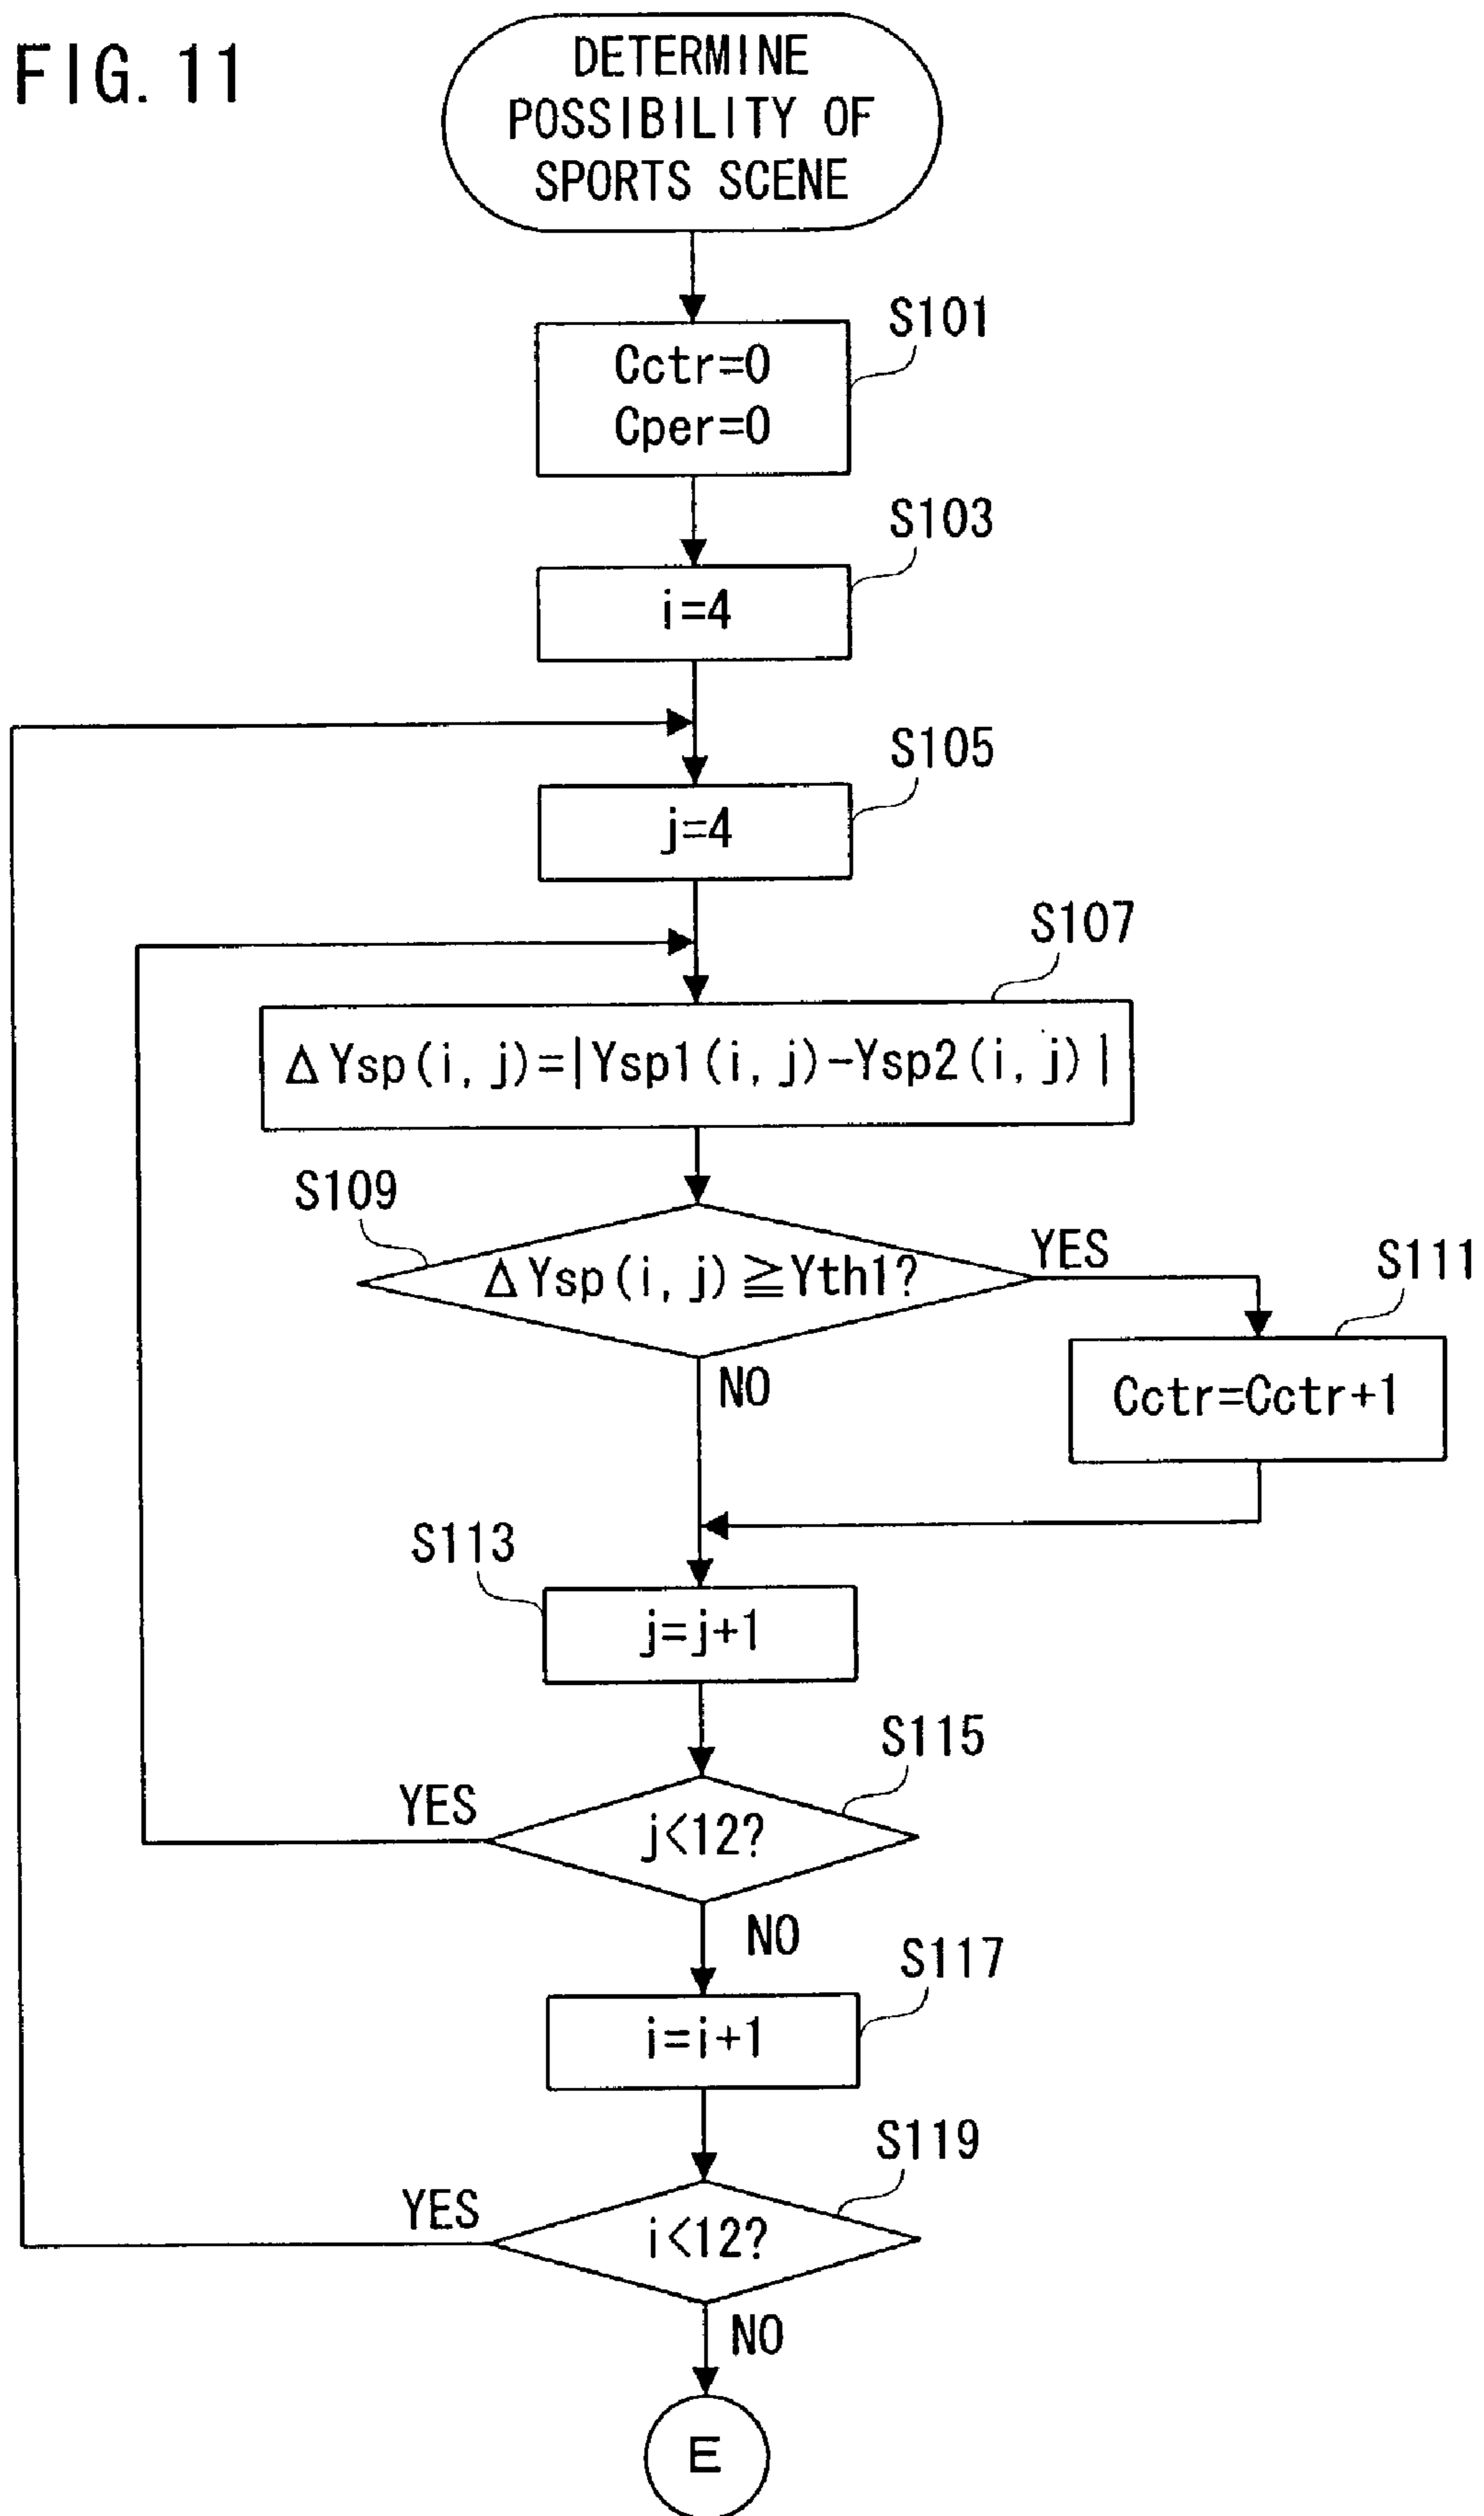 FIG. 11
DETERMINE
POSSIBILITY OF
SPORTS SCENE
S101
Cctr=0
Cper=0
S103
i=4
S105
j=4
S107
ΔYsp(i, j)=|Ysp1(i, j)-Ysp2(i, j)|
S109
ΔYsp(i, j)≧Yth1?
YES
S111
NO
Cctr=Cctr+1
S113
j=j+1
S115
YES
j<12?
NO
S117
i=i+1
S119
YES
i<12?
NO
E